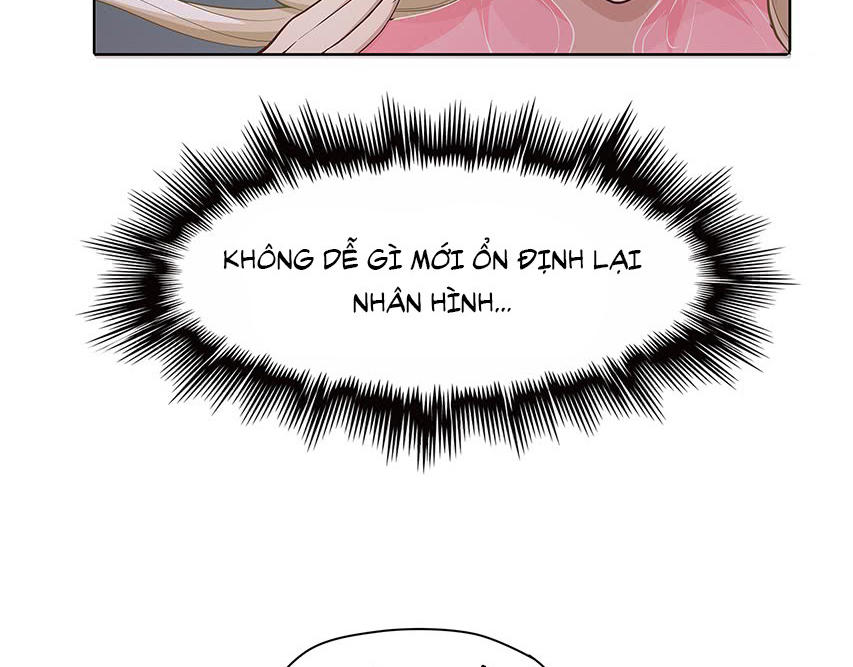 KHÔNG DỄ GÌ MỚI ỔN ĐỊNH LẠI
NHÂN HÌNH...